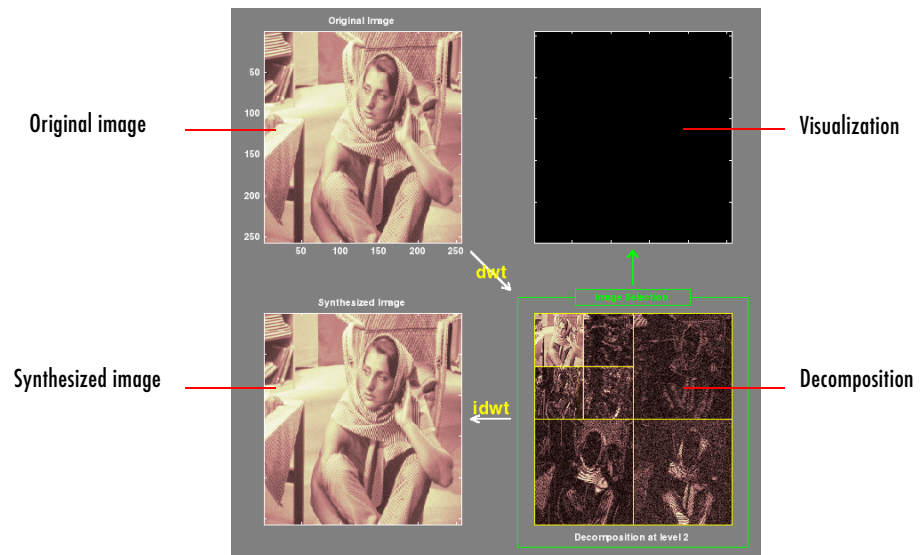 Original Image
50
100
150
200
250
50 100 150 200 250
Original image
Visualization
dwt
Image Selection
Synthesized Image
Synthesized image
Decomposition
idwt
Decomposition at level 2